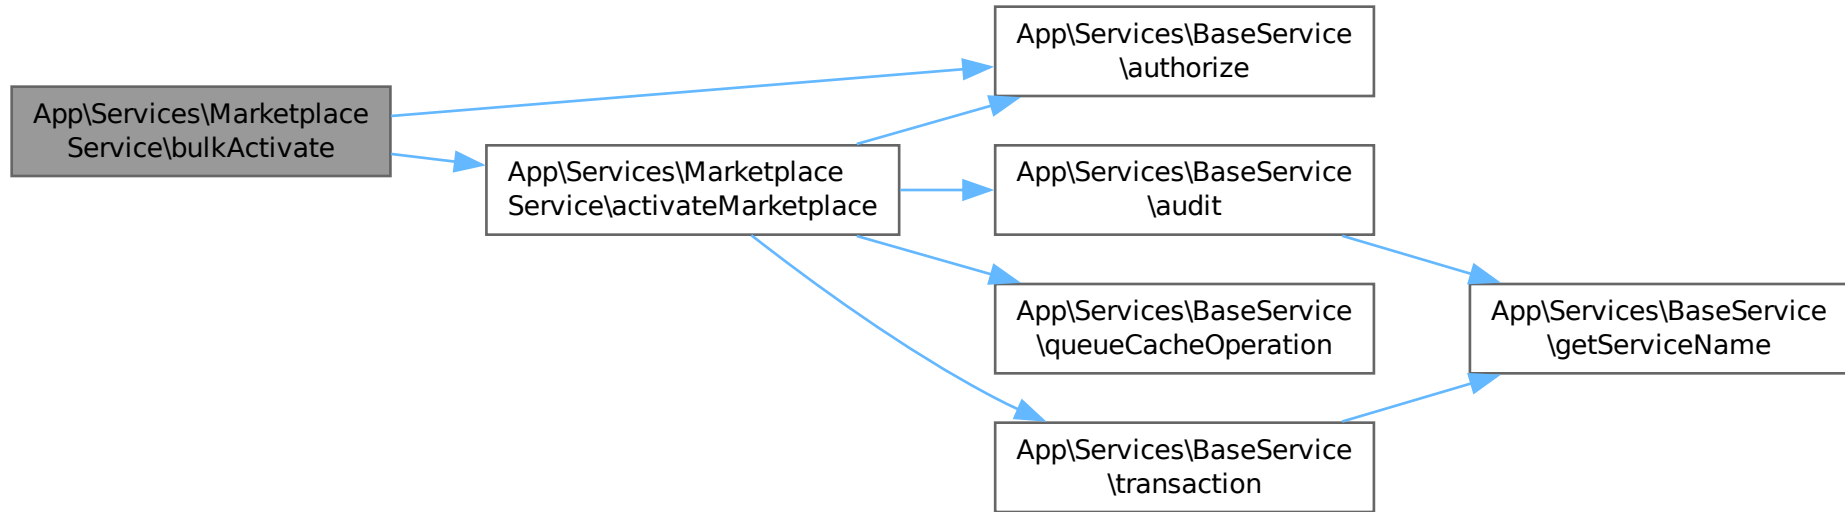 App\Services\Marketplace
Service\bulkActivate
App\Services\Marketplace
Service\activateMarketplace
App\Services\BaseService
\authorize
App\Services\BaseService
\audit
App\Services\BaseService
\queueCacheOperation
App\Services\BaseService
\transaction
App\Services\BaseService
\getServiceName